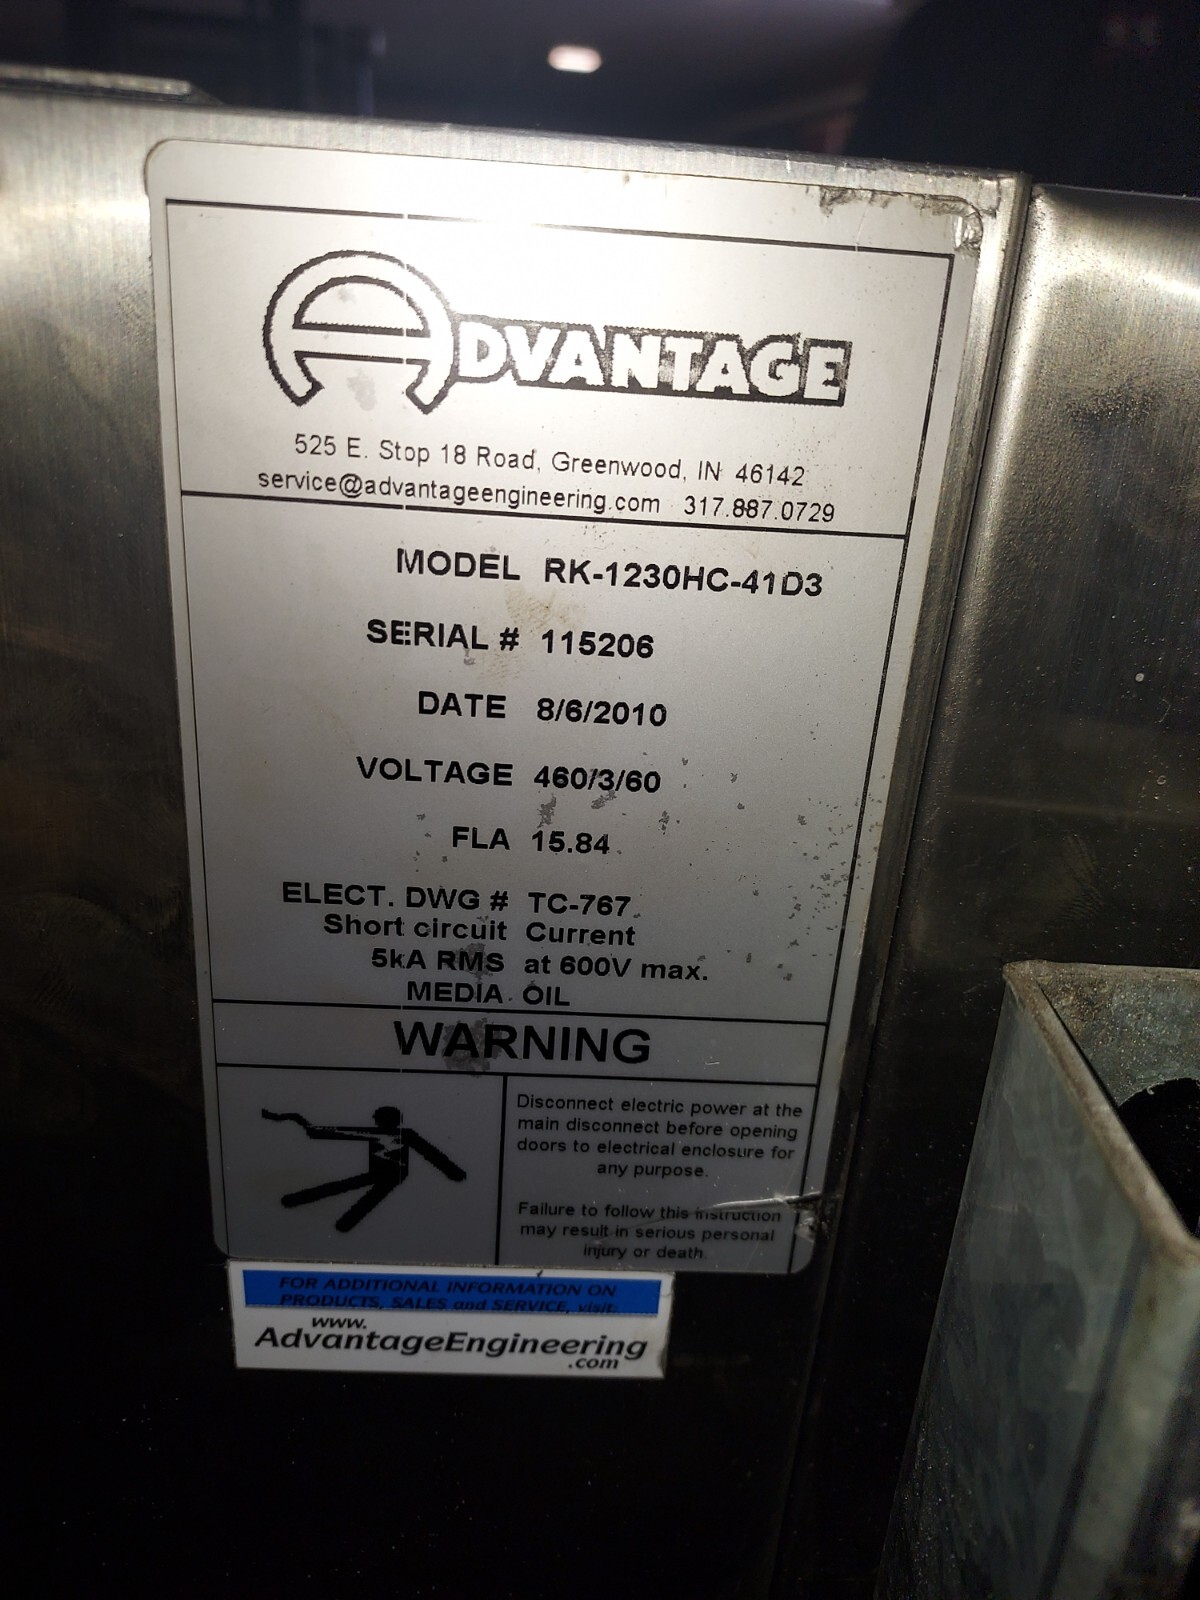 ADVANTAGE
525 E. Stop 18 Road, Greenwood, IN 46142
service@advantageengineering.com 317.887.0729
MODEL RK-1230HC-41D3
SERIAL # 115206
DATE 8/6/2010
VOLTAGE 460/3/60
FLA 15.84
ELECT. DWG # TC-767
Short circuit Current
5kA RMS at 600V max.
MEDIA OIL
WARNING
Disconnect electric power at the
main disconnect before opening
doors to electrical enclosure for
any purpose.
Failure to follow this instruction
may result in serious personal
injury or death.
FOR ADDITIONAL INFORMATION ON
PRODUCTS, SALES and SERVICE, visit:
www.
AdvantageEngineering
.com